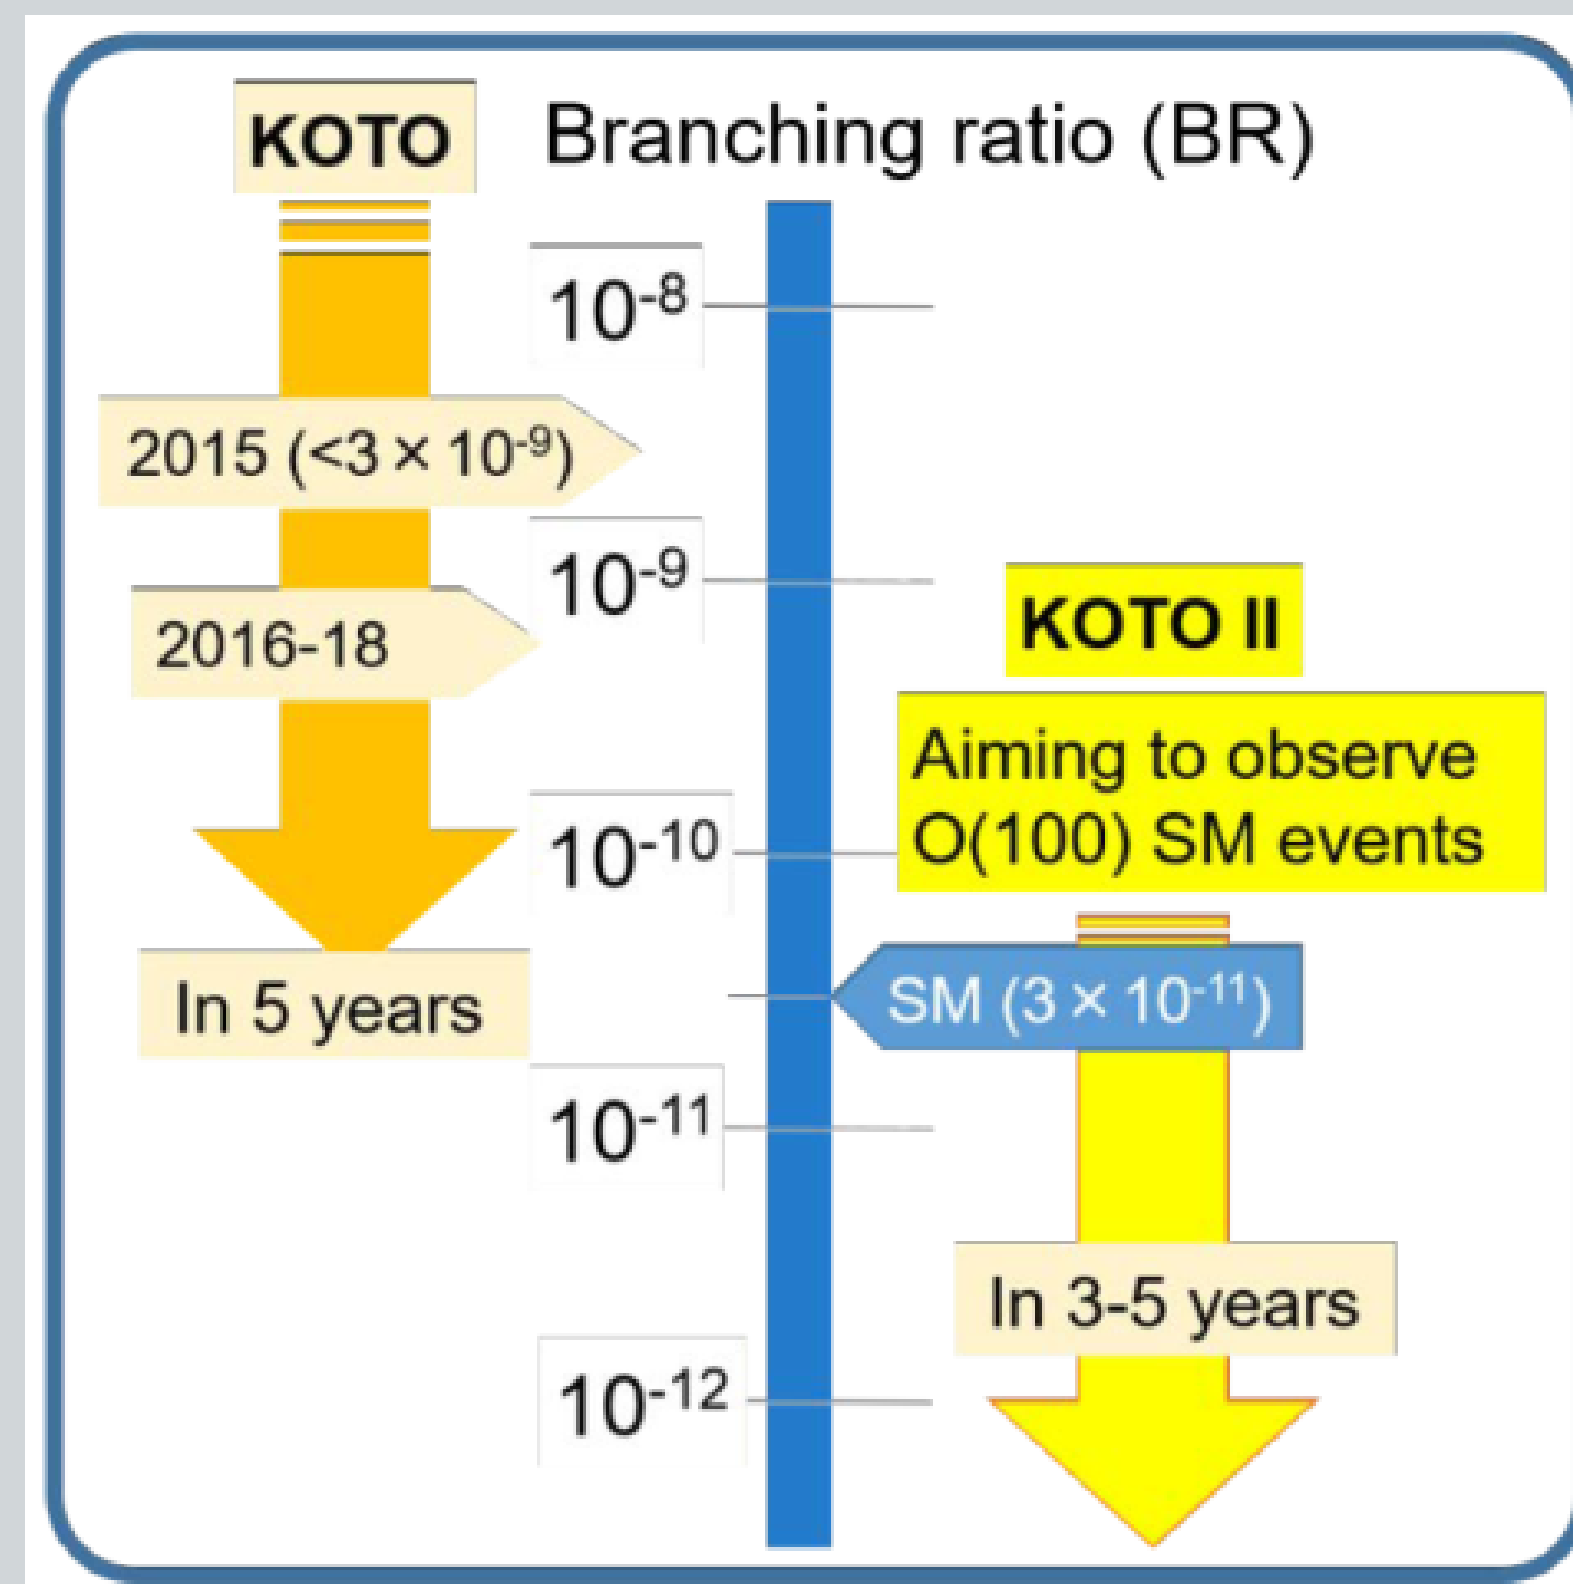 KOTO
Branching ratio (BR)
10⁻⁸
2015 (<3 × 10⁻⁹)
10⁻⁹
KOTO II
2016-18
Aiming to observe
O(100) SM events
10⁻¹⁰
In 5 years
SM (3 × 10⁻¹¹)
10⁻¹¹
In 3-5 years
10⁻¹²